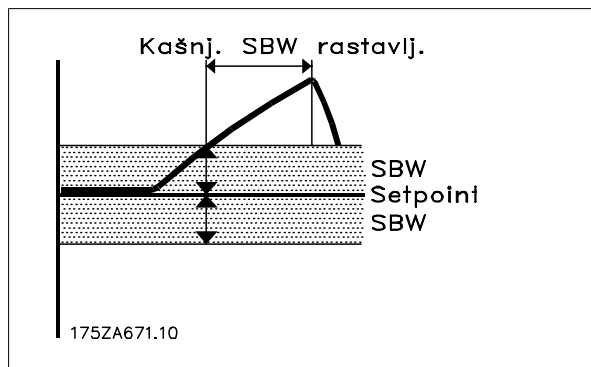 Kašnj. SBW rastavlj.
SBW
Setpoint
SBW
175ZA671.10